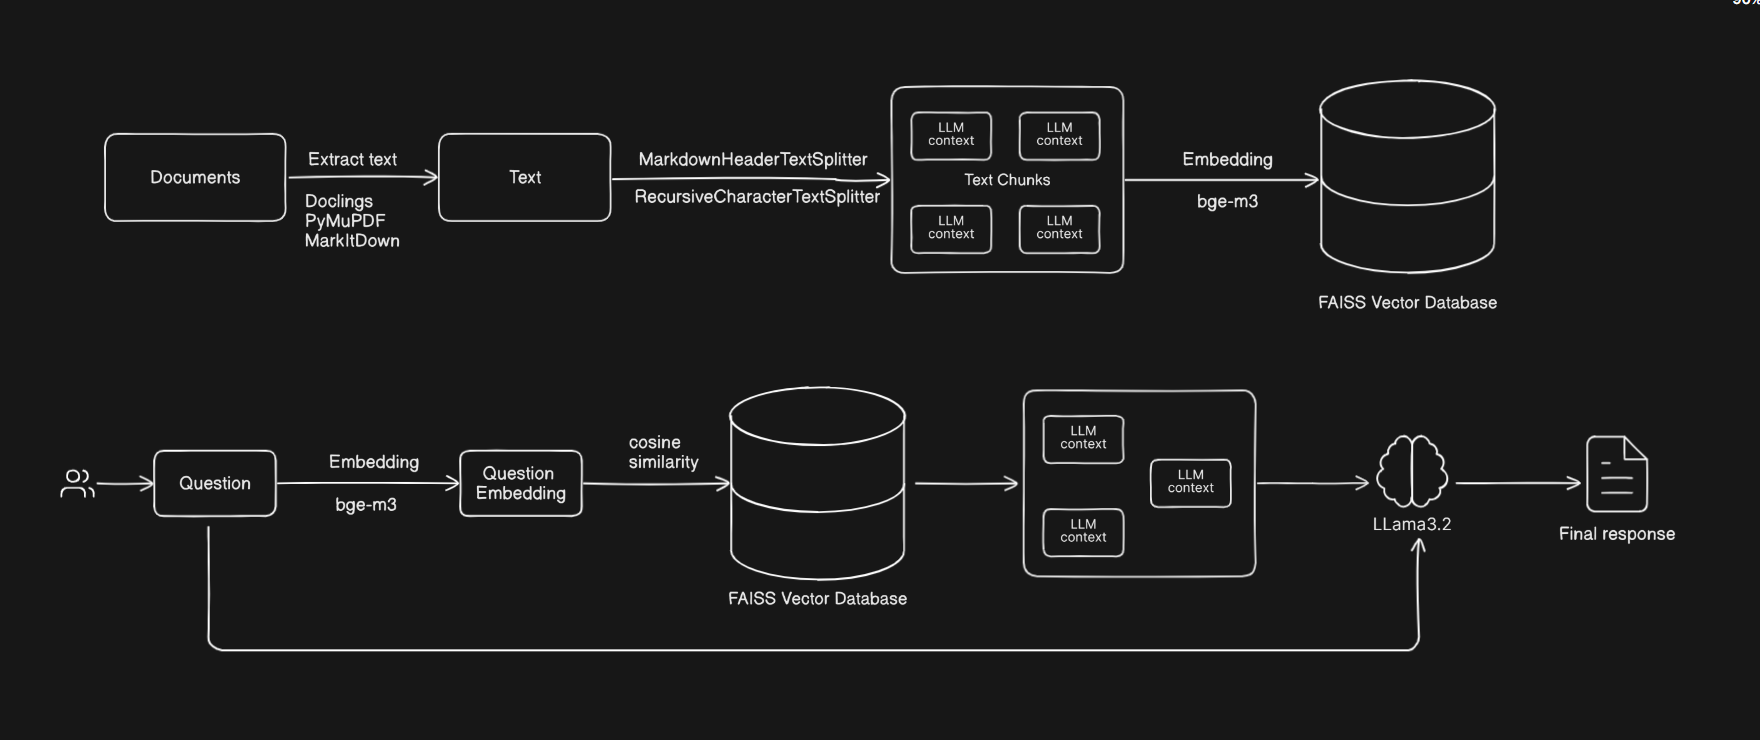 Documents
Extract text
Doclings
PyMuPDF
MarkItDown
Text
MarkdownHeaderTextSplitter
RecursiveCharacterTextSplitter
LLM
context
LLM
context
Text Chunks
LLM
context
LLM
context
Embedding
bge-m3
FAISS Vector Database
Question
Embedding
bge-m3
Question
Embedding
cosine
similarity
FAISS Vector Database
LLM
context
LLM
context
LLM
context
LLama3.2
Final response